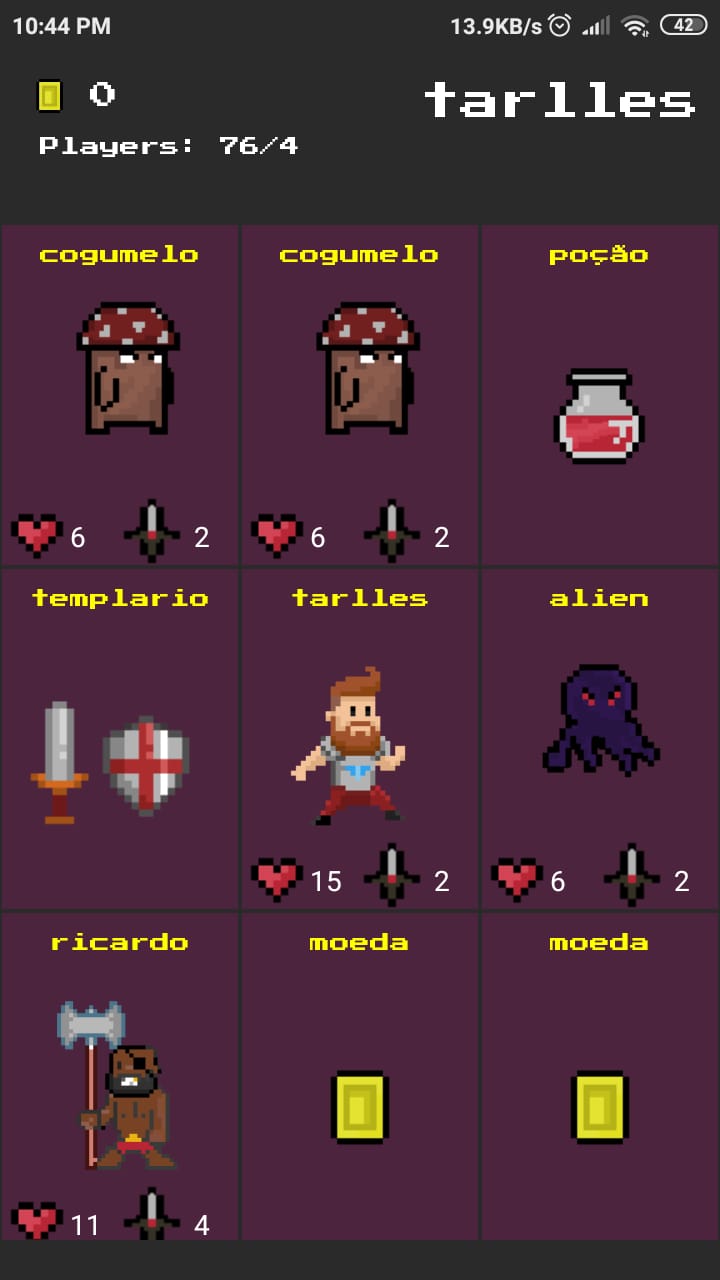 10:44 PM 13.9KB/s 42
0 tarlles
Players: 76/4
cogumelo cogumelo poção
6 2 6 2
templario tarlles alien
15 2 6 2
ricardo moeda moeda
11 4